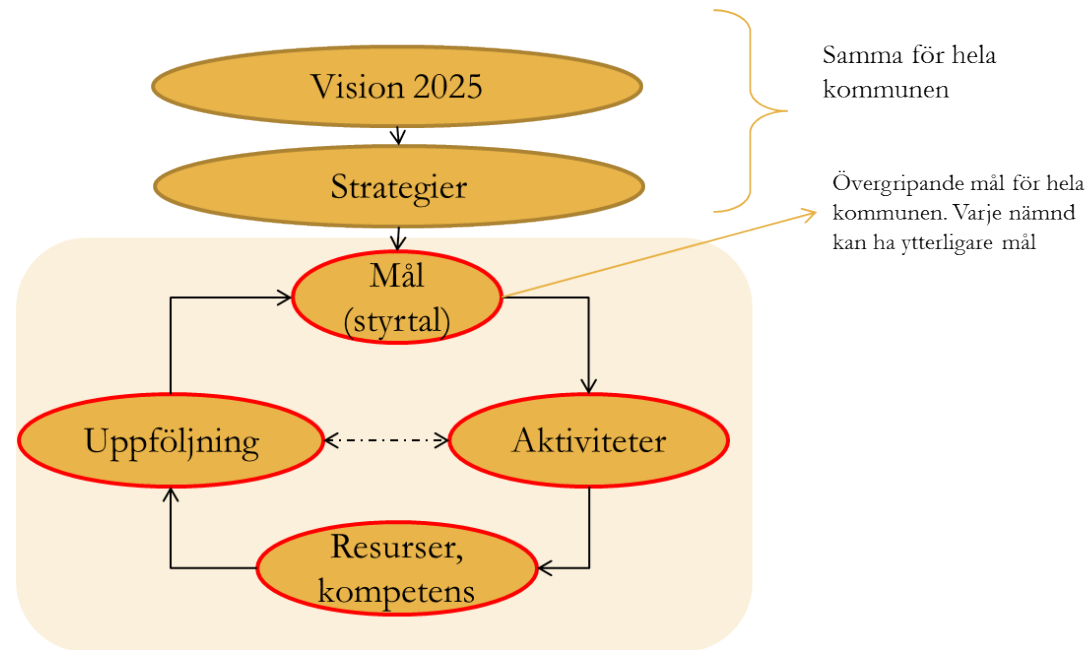 Vision 2025
Samma för hela
kommunen
Strategier
Övergripande mål för hela
kommunen. Varje nämnd
kan ha ytterligare mål
Mål
(styrtal)
Uppföljning
Aktiviteter
Resurser,
kompetens